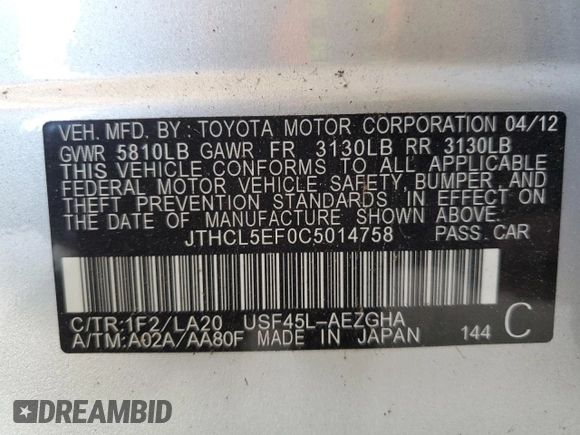 VEH. MFD. BY: TOYOTA MOTOR CORPORATION 04/12
GVWR 5810LB GAWR FR 3130LB RR 3130LB
THIS VEHICLE CONFORMS TO ALL APPLICABLE
FEDERAL MOTOR VEHICLE SAFETY, BUMPER, AND
THEFT PREVENTION STANDARDS IN EFFECT ON
THE DATE OF MANUFACTURE SHOWN ABOVE.
JTHCL5EF0C5014758 PASS. CAR
C/TR:1F2/LA20 USF45L-AEZGHA
A/TM:A02A/AA80F MADE IN JAPAN 144 C
DREAMBID